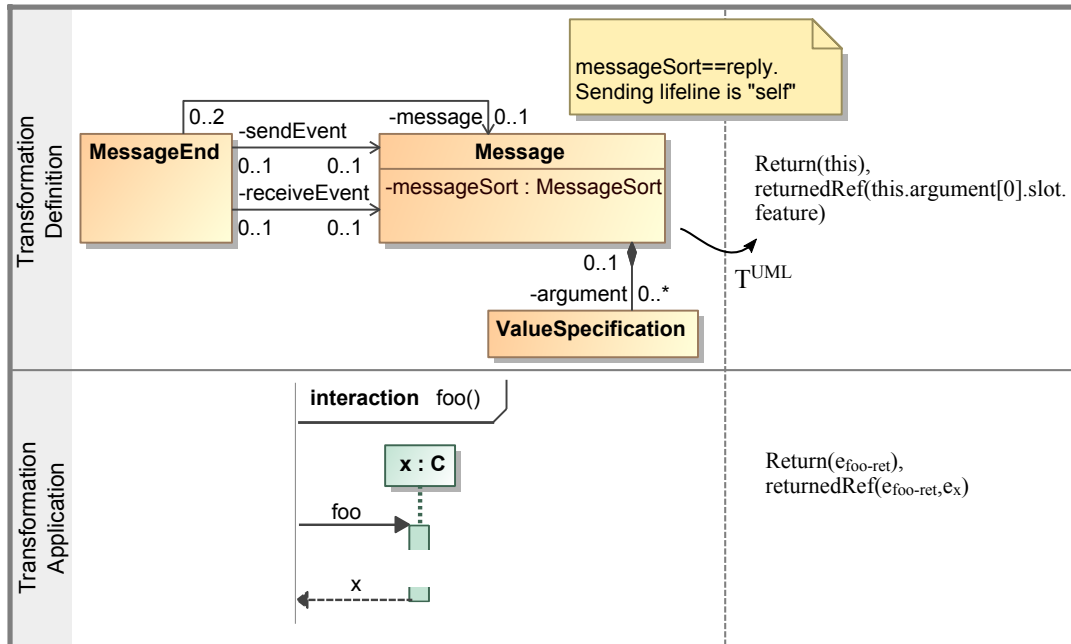 Transformation
Definition
messageSort==reply.
Sending lifeline is "self"
0..2
-message
0..1
MessageEnd
-sendEvent
0..1
0..1
-receiveEvent
0..1
0..1
Message
-messageSort : MessageSort
Return(this),
returnedRef(this.argument[0].slot.
feature)
T^UML
0..1
-argument
0..*
ValueSpecification
Transformation
Application
interaction foo()
x : C
foo
x
Return(e_foo-ret),
returnedRef(e_foo-ret,e_x)